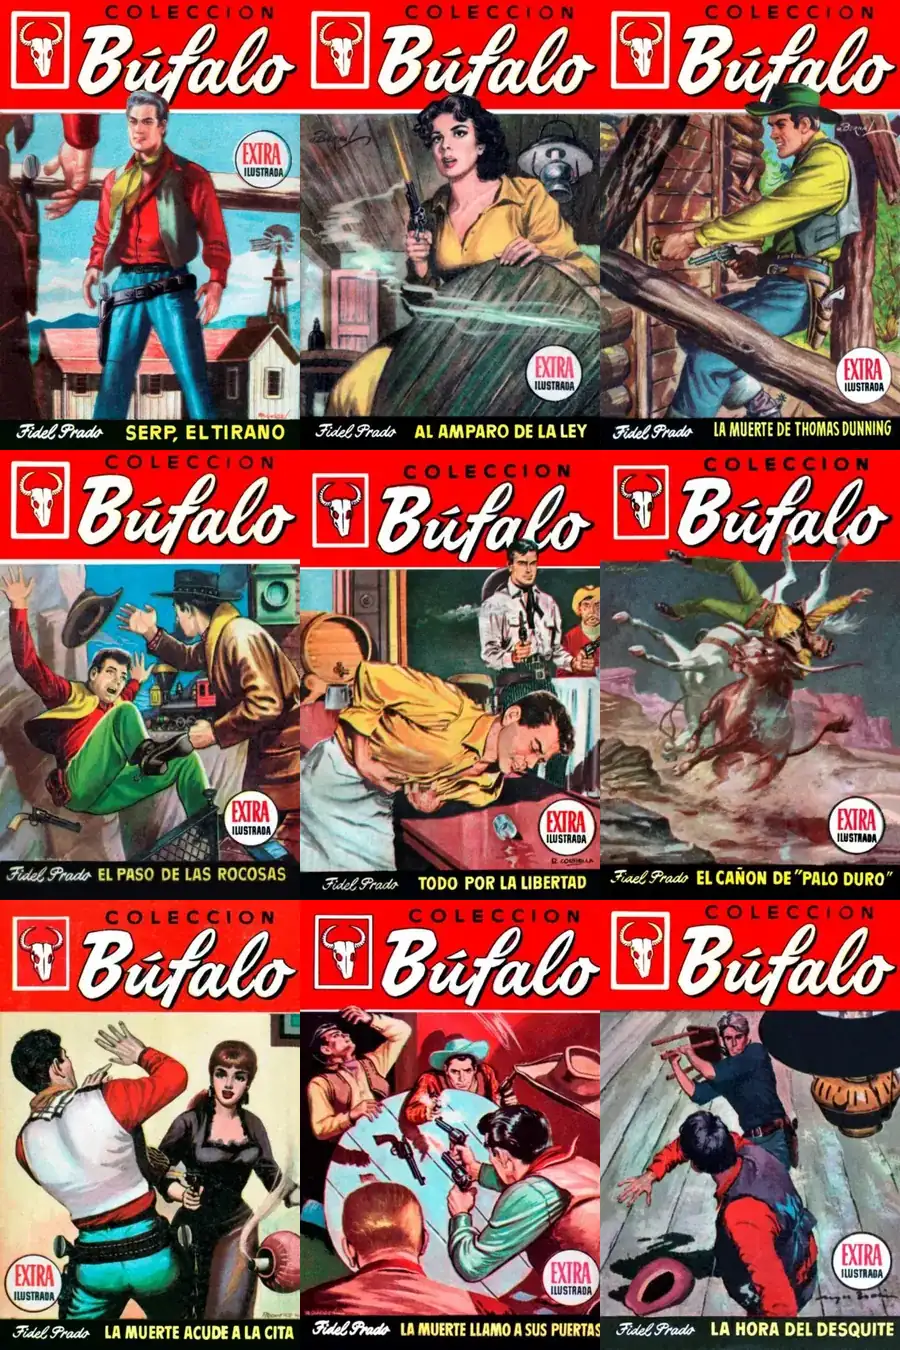 COLECCION
Búfalo
EXTRA
ILUSTRADA
Fidel Prado SERP, EL TIRANO
COLECCION
Búfalo
EXTRA
ILUSTRADA
Fidel Prado AL AMPARO DE LA LEY
COLECCION
Búfalo
EXTRA
ILUSTRADA
Fidel Prado LA MUERTE DE THOMAS DUNNING
COLECCION
Búfalo
EXTRA
ILUSTRADA
Fidel Prado EL PASO DE LAS ROCOSAS
COLECCION
Búfalo
EXTRA
ILUSTRADA
Fidel Prado TODO POR LA LIBERTAD
COLECCION
Búfalo
EXTRA
ILUSTRADA
Fidel Prado EL CAÑON DE "PALO DURO"
COLECCION
Búfalo
EXTRA
ILUSTRADA
Fidel Prado LA MUERTE ACUDE A LA CITA
COLECCION
Búfalo
EXTRA
ILUSTRADA
Fidel Prado LA MUERTE LLAMO A SUS PUERTAS
COLECCION
Búfalo
EXTRA
ILUSTRADA
Fidel Prado LA HORA DEL DESQUITE